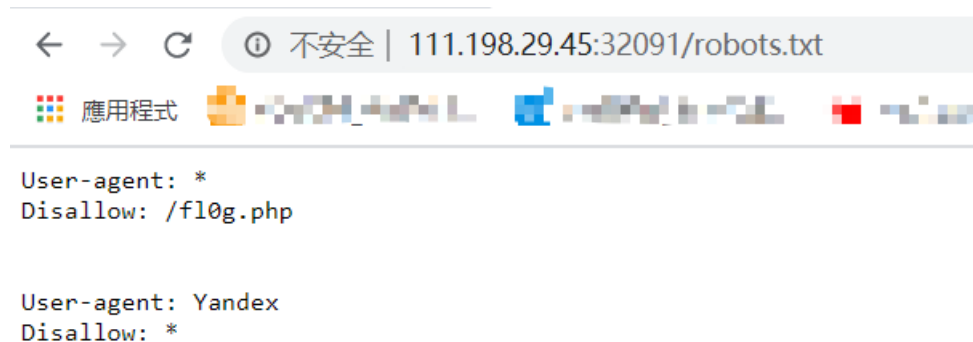 不安全 | 111.198.29.45:32091/robots.txt
應用程式
User-agent: *
Disallow: /fl0g.php
User-agent: Yandex
Disallow: *